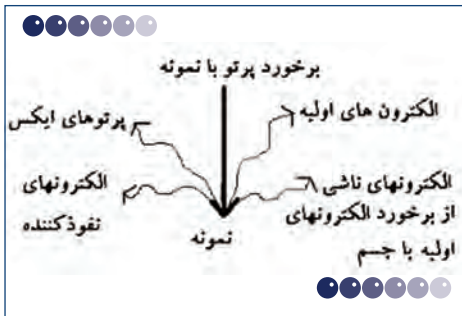 برخورد پرتو با نمونه
الکترون های اولیه
پرتوهای ایکس
الکترونهای ناشی
از برخورد الکترونهای
اولیه با جسم
الکترونهای
نفوذکننده
نمونه